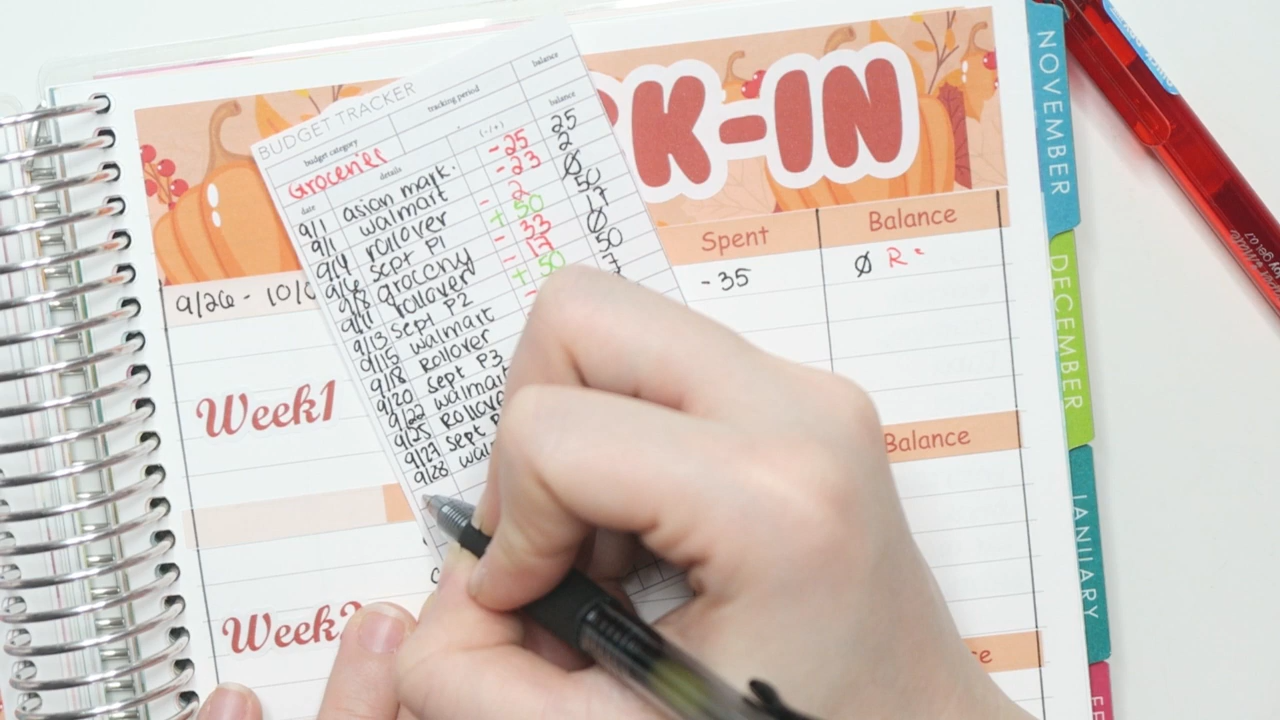 BUDGET TRACKER
budget category
tracking period
balance
Groceries
date details (-/+) balance
25
9/1 asian mark. -25 2
9/1 walmart -23 Ø
9/4 rollover - 2 50
9/6 sept P1 + 50 17
9/8 grocery - 33 Ø
9/11 rollover - 17 50
9/13 sept P2 + 50
9/15 walmart
9/18 rollover
9/20 sept P3
9/22 walmart
9/25 rollove
9/27 sept P
9/28 wal
K-IN
Spent Balance
9/26 - 10/0 -35 Ø R
Week1
Balance
Week2
ce
NOVEMBER
DECEMBER
JANUARY
FE